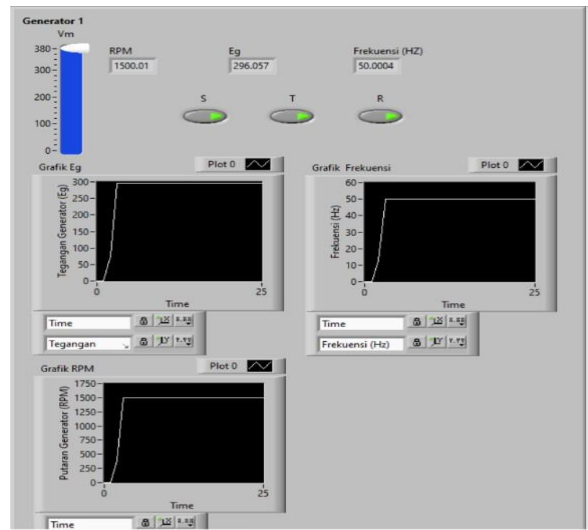 Generator 1
Vm
380
300
200
100
0
RPM
1500.01
Eg
296.057
Frekuensi (HZ)
50.0004
S T R
Grafik Eg
Plot 0
Tegangan Generator (Eg)
300
250
200
150
100
50
0
0 25
Time
Time
Tegangan
Grafik Frekuensi
Plot 0
Frekuensi (Hz)
60
50
40
30
20
10
0
0 25
Time
Time
Frekuensi (Hz)
Grafik RPM
Plot 0
Putaran Generator (RPM)
1750
1500
1250
1000
750
500
250
0
0 25
Time
Time